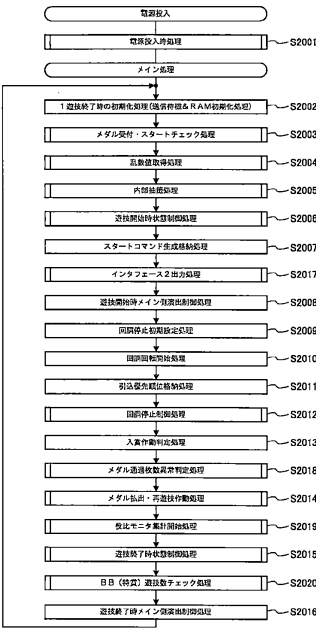 電源投入
電源投入時処理
S2001
メイン処理
1遊技終了時の初期化処理(送信待機＆RAM初期化処理)
S2002
メダル受付・スタートチェック処理
S2003
乱数値取得処理
S2004
内部抽籤処理
S2005
遊技開始時状態制御処理
S2006
スタートコマンド生成格納処理
S2007
インタフェース2出力処理
S2017
遊技開始時メイン側演出制御処理
S2008
回胴停止初期設定処理
S2009
回胴回転開始処理
S2010
引込優先順位格納処理
S2011
回胴停止制御処理
S2012
入賞作動判定処理
S2013
メダル通過枚数異常判定処理
S2018
メダル払出・再遊技作動処理
S2014
役比モニタ集計開始処理
S2019
遊技終了時状態制御処理
S2015
BB(特賞)遊技数チェック処理
S2020
遊技終了時メイン側演出制御処理
S2016